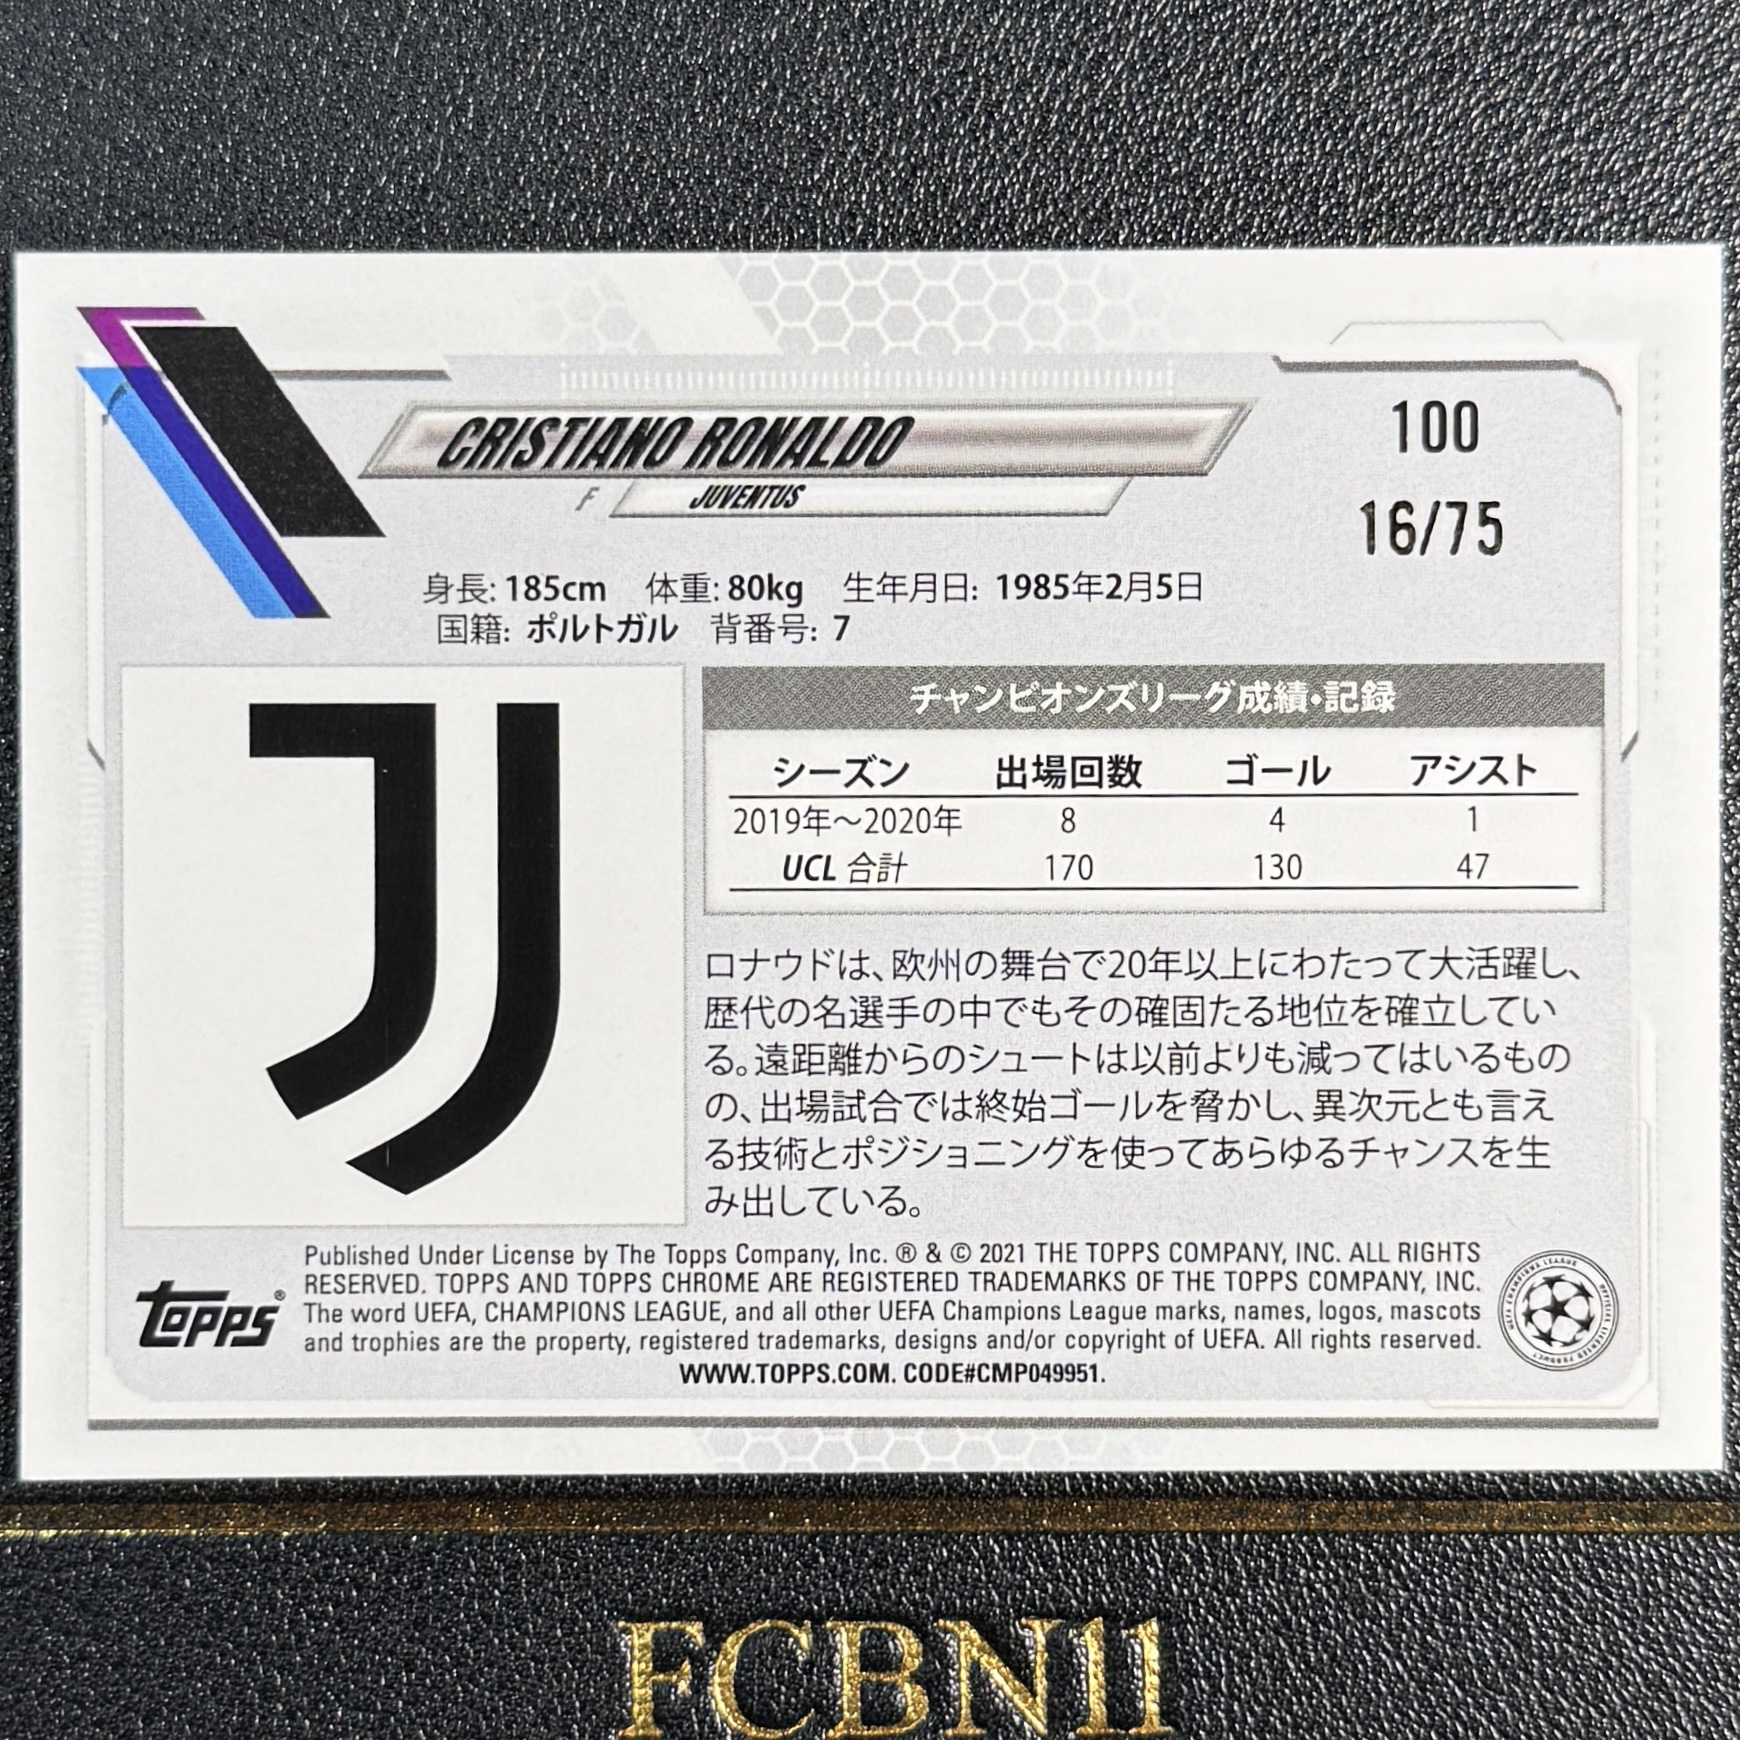 CRISTIANO RONALDO
100
F JUVENTUS
16/75
身長: 185cm 体重: 80kg 生年月日: 1985年2月5日
国籍: ポルトガル 背番号: 7
チャンピオンズリーグ成績•記録
シーズン 出場回数 ゴール アシスト
2019年～2020年 8 4 1
UCL 合計 170 130 47
ロナウドは、欧州の舞台で20年以上にわたって大活躍し、
歴代の名選手の中でもその確固たる地位を確立してい
る。遠距離からのシュートは以前よりも減ってはいるもの
の、出場試合では終始ゴールを脅かし、異次元とも言え
る技術とポジショニングを使ってあらゆるチャンスを生
み出している。
Published Under License by The Topps Company, Inc. ® & © 2021 THE TOPPS COMPANY, INC. ALL RIGHTS
RESERVED. TOPPS AND TOPPS CHROME ARE REGISTERED TRADEMARKS OF THE TOPPS COMPANY, INC.
The word UEFA, CHAMPIONS LEAGUE, and all other UEFA Champions League marks, names, logos, mascots
and trophies are the property, registered trademarks, designs and/or copyright of UEFA. All rights reserved.
WWW.TOPPS.COM. CODE#CMP049951.
Topps®
UEFA CHAMPIONS LEAGUE OFFICIAL LICENSED PRODUCT
FCBN11